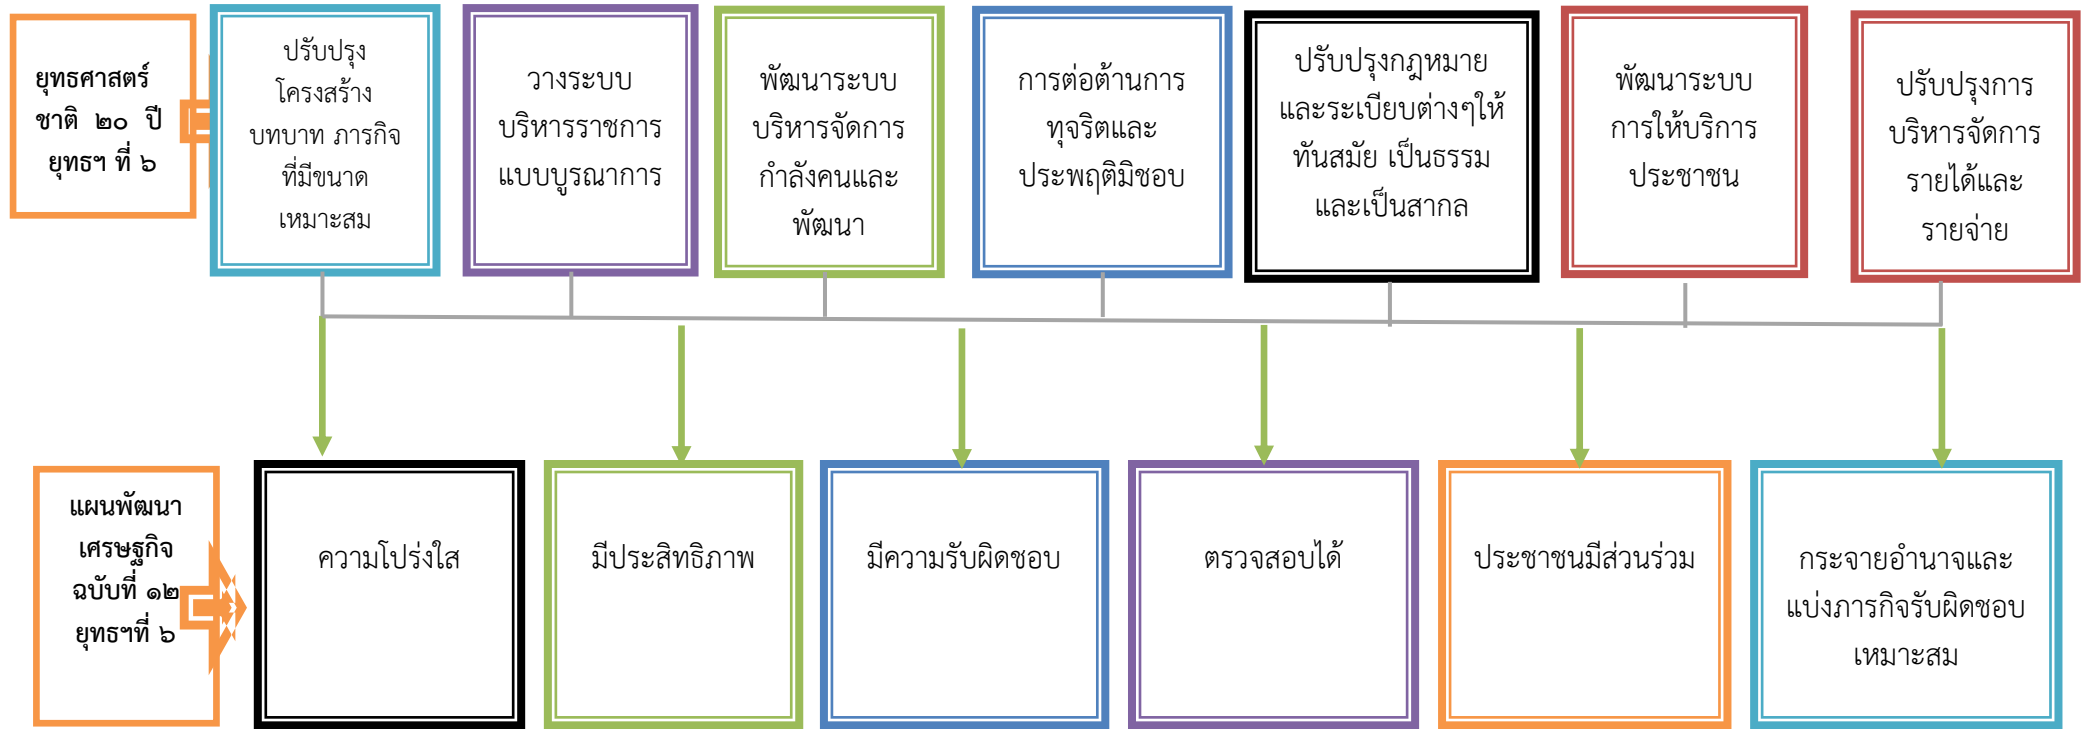 ยุทธศาสตร์
ชาติ ๒๐ ปี
ยุทธฯ ที่ ๖
ปรับปรุง
โครงสร้าง
บทบาท ภารกิจ
ที่มีขนาด
เหมาะสม
วางระบบ
บริหารราชการ
แบบบูรณาการ
พัฒนาระบบ
บริหารจัดการ
กำลังคนและ
พัฒนา
การต่อต้านการ
ทุจริตและ
ประพฤติมิชอบ
ปรับปรุงกฎหมาย
และระเบียบต่างๆให้
ทันสมัย เป็นธรรม
และเป็นสากล
พัฒนาระบบ
การให้บริการ
ประชาชน
ปรับปรุงการ
บริหารจัดการ
รายได้และ
รายจ่าย
แผนพัฒนา
เศรษฐกิจ
ฉบับที่ ๑๒
ยุทธฯที่ ๖
ความโปร่งใส
มีประสิทธิภาพ
มีความรับผิดชอบ
ตรวจสอบได้
ประชาชนมีส่วนร่วม
กระจายอำนาจและ
แบ่งภารกิจรับผิดชอบ
เหมาะสม